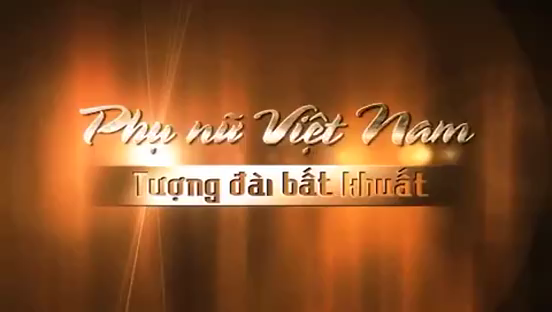 Phụ nữ Việt Nam
Tượng đài bất khuất